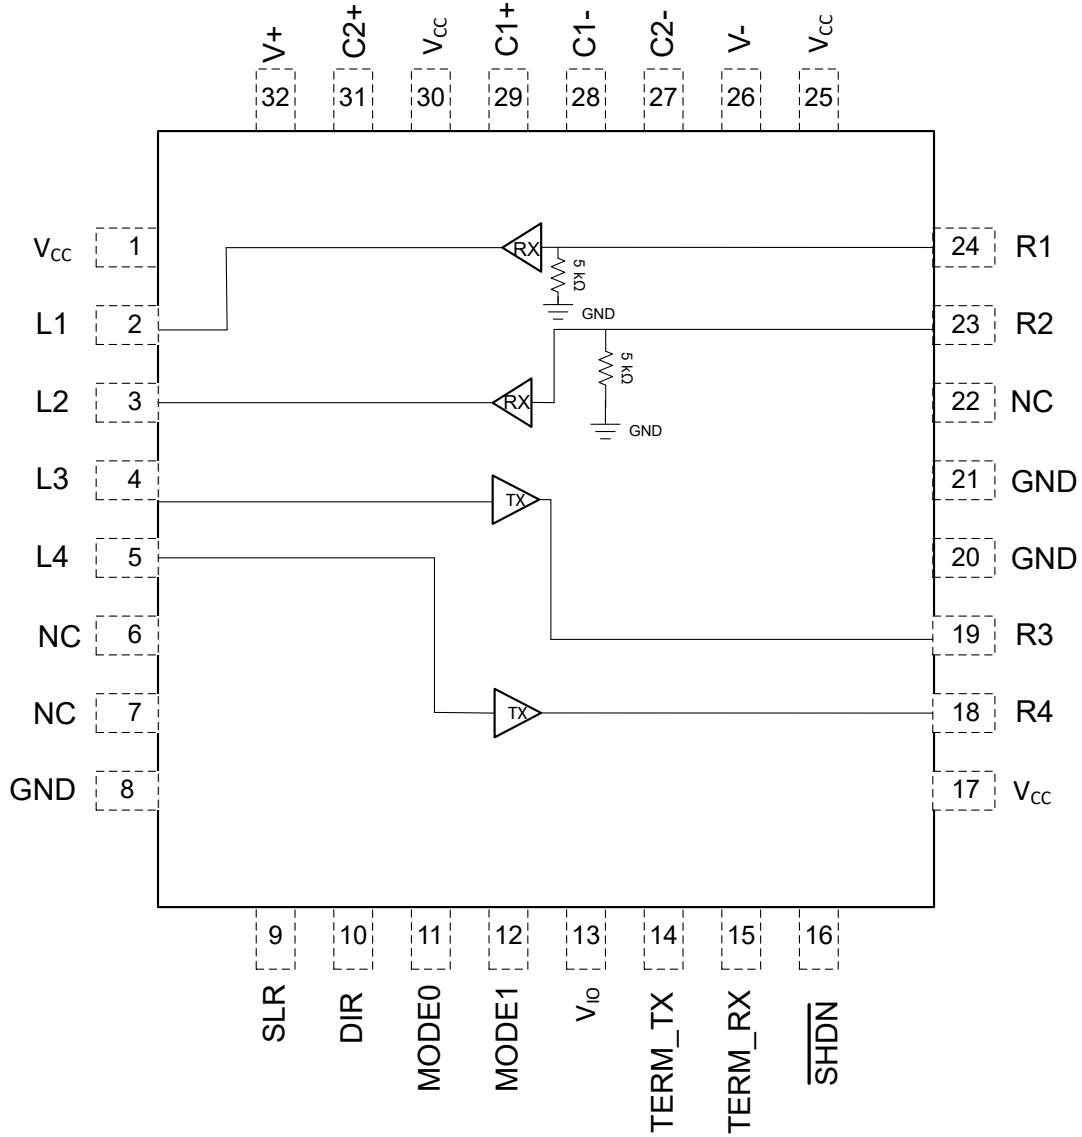 V+
C2+
VCC
C1+
C1-
C2-
V-
VCC
32
31
30
29
28
27
26
25
VCC
1
RX
24
R1
5 kΩ
GND
L1
2
23
R2
5 kΩ
GND
L2
3
RX
22
NC
L3
4
TX
21
GND
L4
5
20
GND
NC
6
19
R3
NC
7
TX
18
R4
GND
8
17
VCC
9
10
11
12
13
14
15
16
SLR
DIR
MODE0
MODE1
VIO
TERM_TX
TERM_RX
SHDN